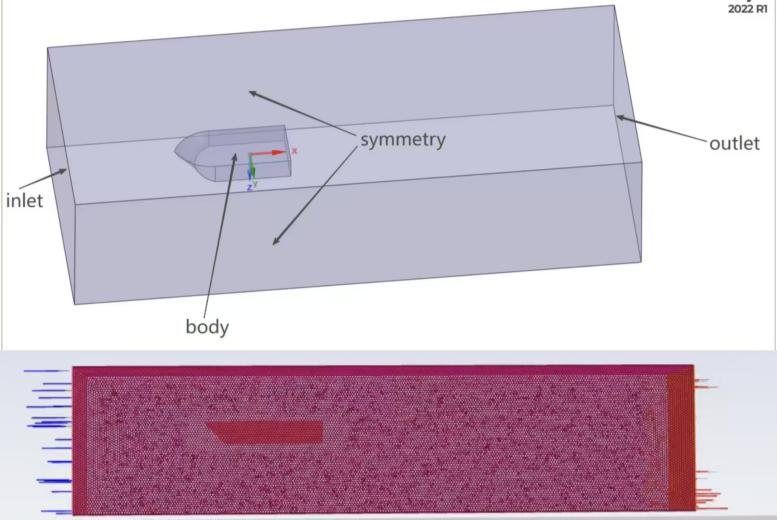 2022 R1
symmetry
outlet
x
inlet
z
Y
body